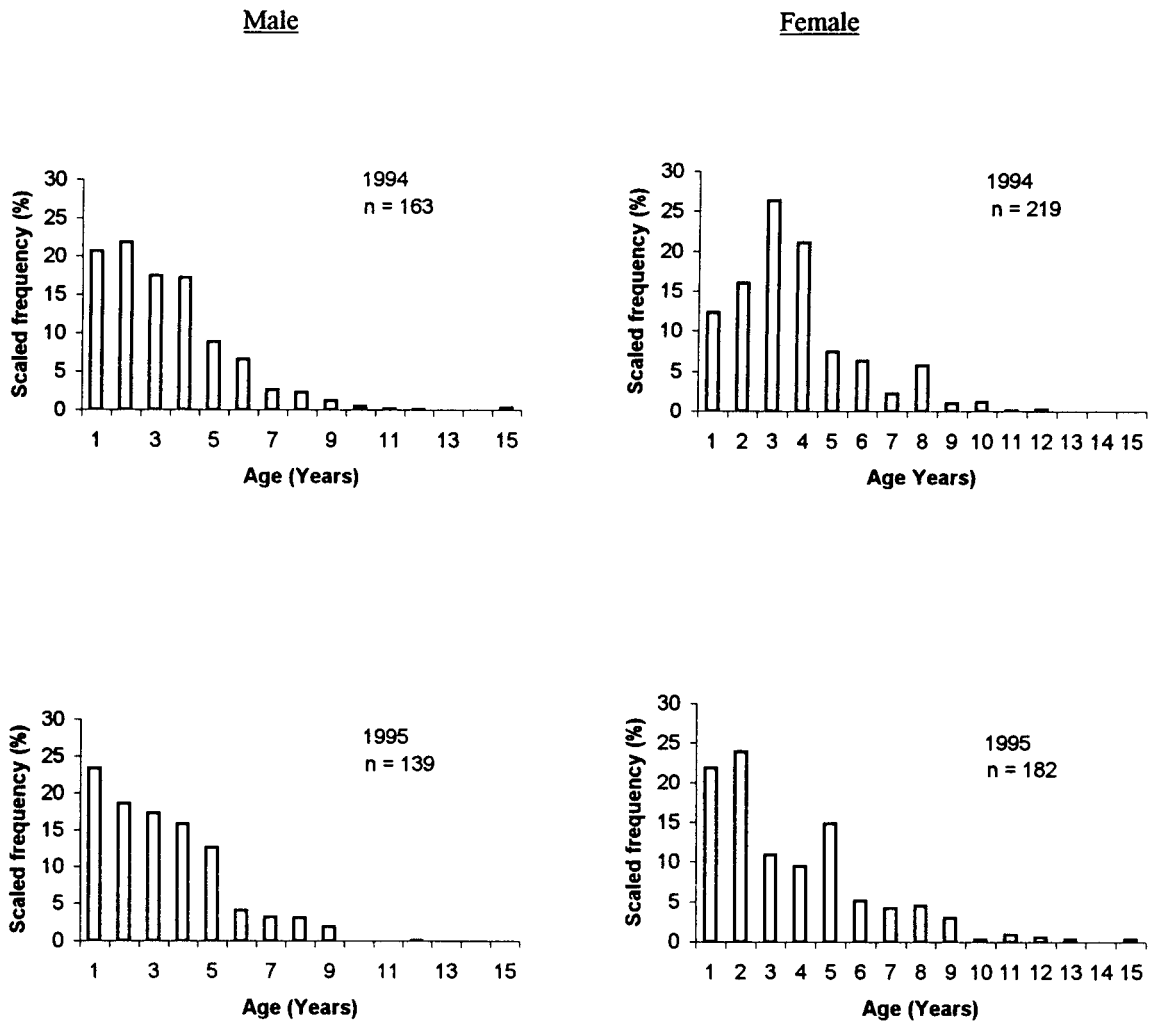 Male
Female
1994
n = 163
Scaled frequency (%)
30
25
20
15
10
5
0
1 3 5 7 9 11 13 15
Age (Years)
1994
n = 219
Scaled frequency (%)
30
25
20
15
10
5
0
1 2 3 4 5 6 7 8 9 10 11 12 13 14 15
Age Years)
1995
n = 139
Scaled frequency (%)
30
25
20
15
10
5
0
1 3 5 7 9 11 13 15
Age (Years)
1995
n = 182
Scaled frequency (%)
30
25
20
15
10
5
0
1 2 3 4 5 6 7 8 9 10 11 12 13 14 15
Age (Years)